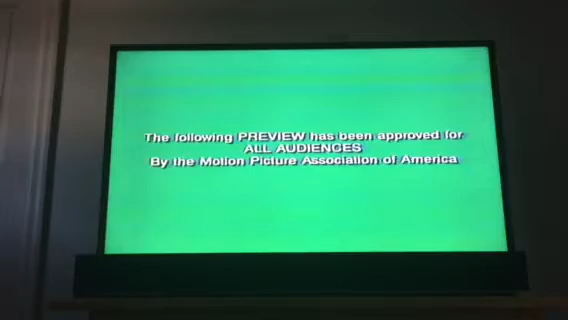 The following PREVIEW has been approved for
ALL AUDIENCES
By the Motion Picture Association of America